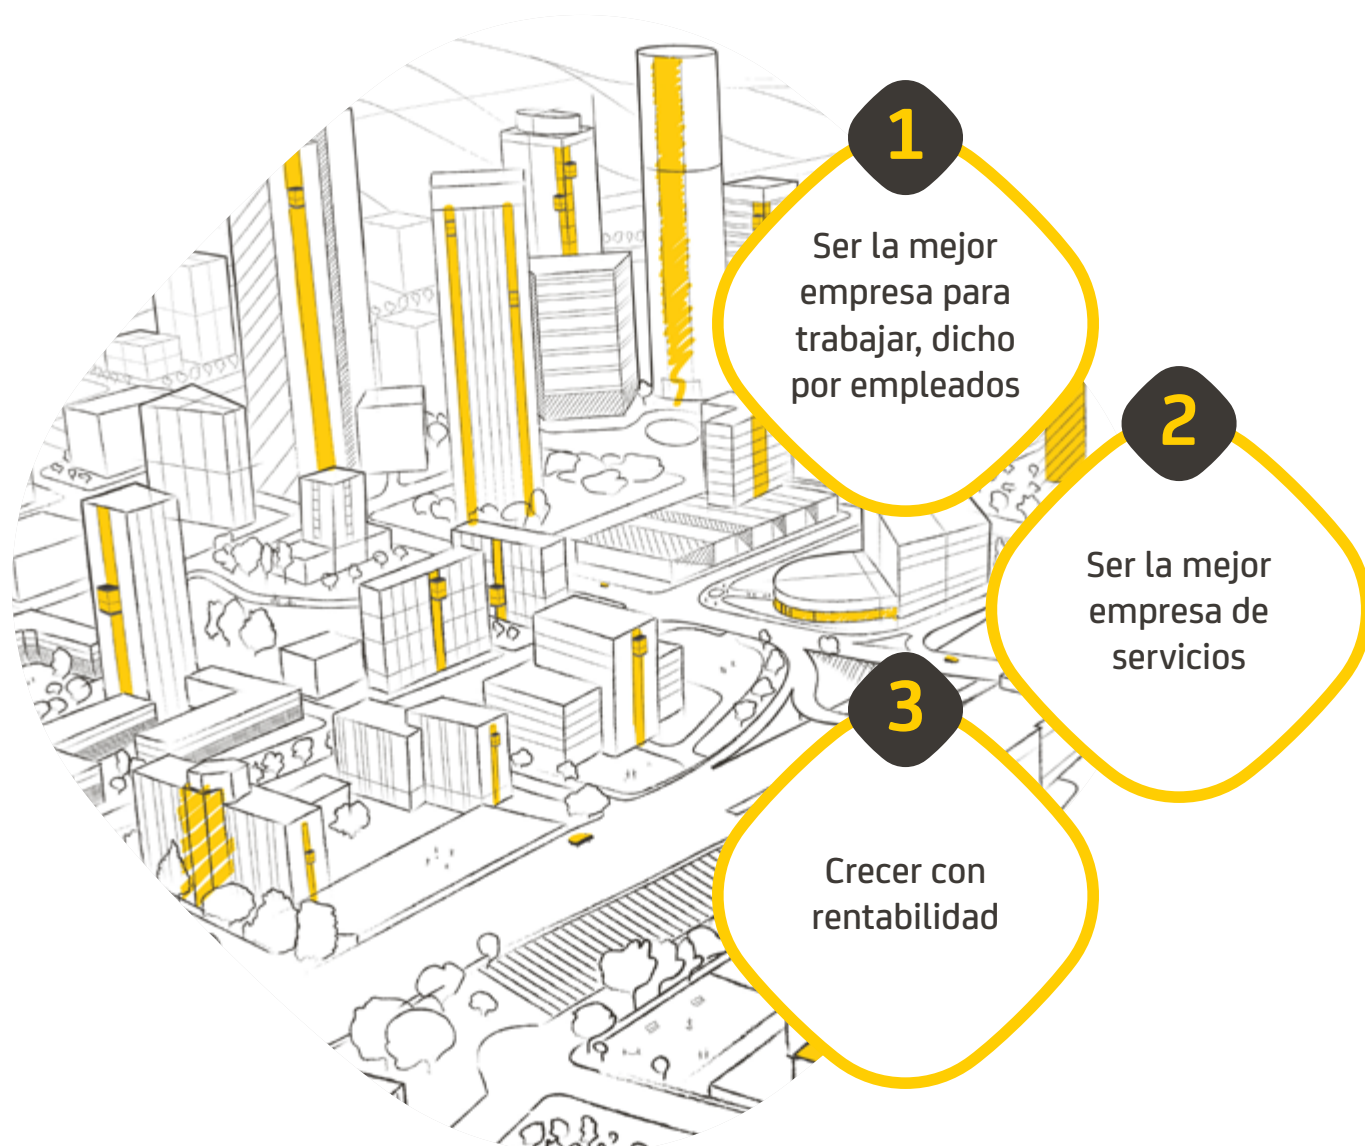 1
Ser la mejor
empresa para
trabajar, dicho
por empleados
2
Ser la mejor
empresa de
servicios
3
Crecer con
rentabilidad